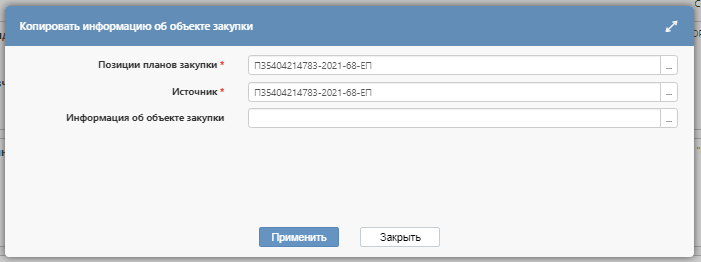 Копировать информацию об объекте закупки
Позиции планов закупки * П35404214783-2021-68-ЕП ...
Источник * П35404214783-2021-68-ЕП ...
Информация об объекте закупки ...
Применить Закрыть